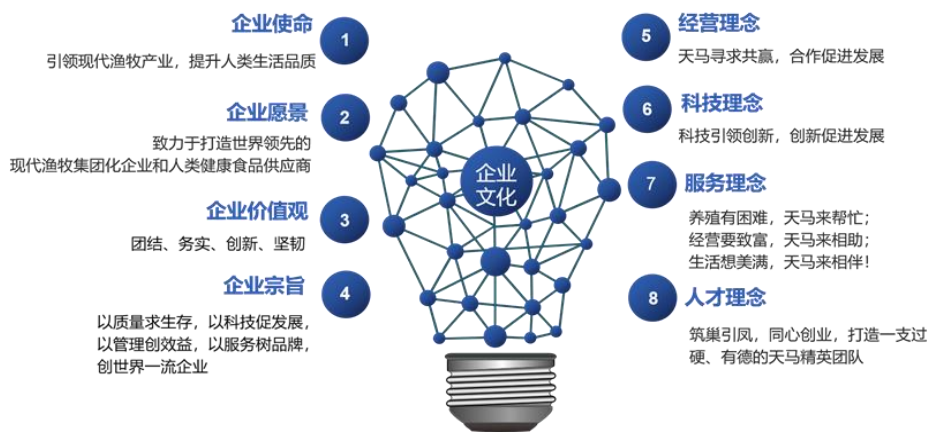 企业使命
1
引领现代渔牧产业，提升人类生活品质
企业愿景
2
致力于打造世界领先的
现代渔牧集团化企业和人类健康食品供应商
企业价值观
3
团结、务实、创新、坚韧
企业宗旨
4
以质量求生存，以科技促发展，
以管理创效益，以服务树品牌，
创世界一流企业
企业
文化
5
经营理念
天马寻求共赢，合作促进发展
6
科技理念
科技引领创新，创新促进发展
7
服务理念
养殖有困难，天马来帮忙；
经营要致富，天马来相助；
生活想美满，天马来相伴！
8
人才理念
筑巢引凤，同心创业，打造一支过
硬、有德的天马精英团队